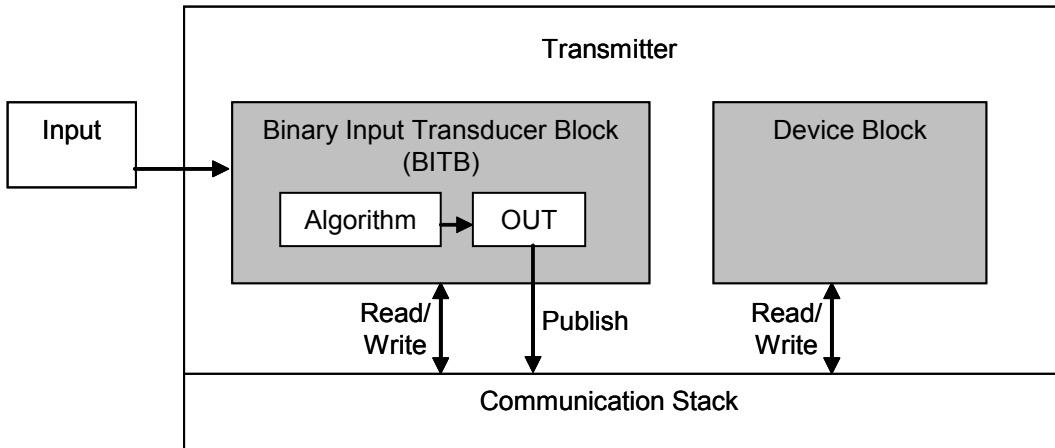 Transmitter
Input
Binary Input Transducer Block
(BITB)
Algorithm
OUT
Device Block
Read/
Write
Publish
Read/
Write
Communication Stack